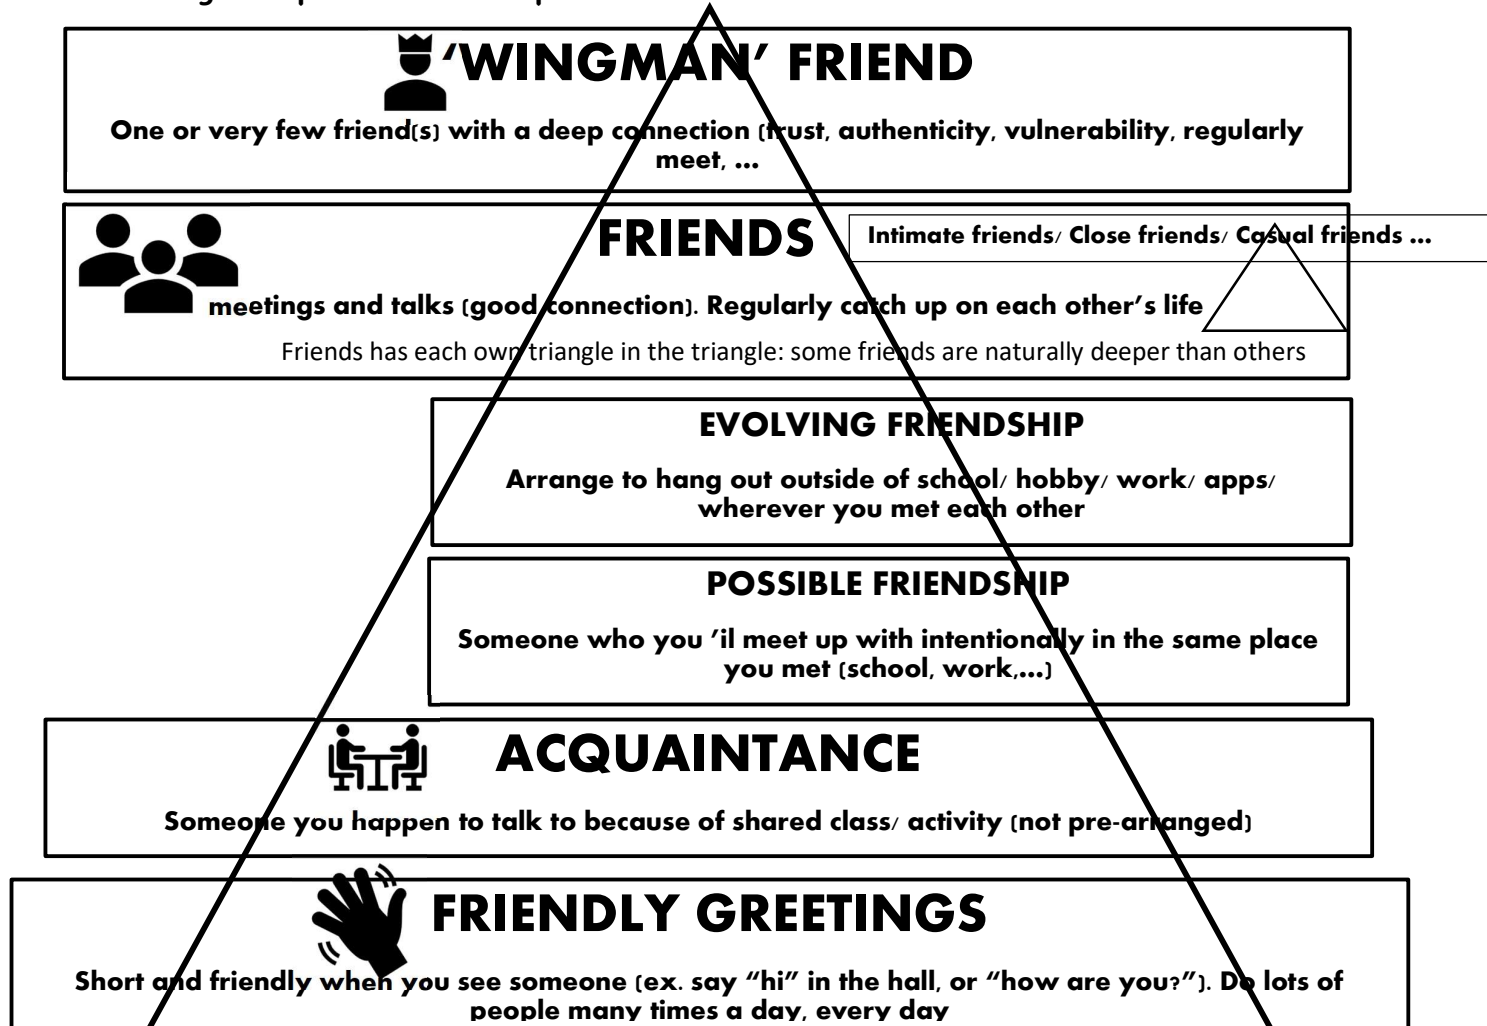 'WINGMAN' FRIEND
One or very few friend(s) with a deep connection (trust, authenticity, vulnerability, regularly
meet, ...
FRIENDS
Intimate friends/ Close friends/ Casual friends ...
meetings and talks (good connection). Regularly catch up on each other's life
Friends has each own triangle in the triangle: some friends are naturally deeper than others
EVOLVING FRIENDSHIP
Arrange to hang out outside of school/ hobby/ work/ apps/
wherever you met each other
POSSIBLE FRIENDSHIP
Someone who you 'il meet up with intentionally in the same place
you met (school, work,...)
ACQUAINTANCE
Someone you happen to talk to because of shared class/ activity (not pre-arranged)
FRIENDLY GREETINGS
Short and friendly when you see someone (ex. say "hi" in the hall, or "how are you?"). Do lots of
people many times a day, every day